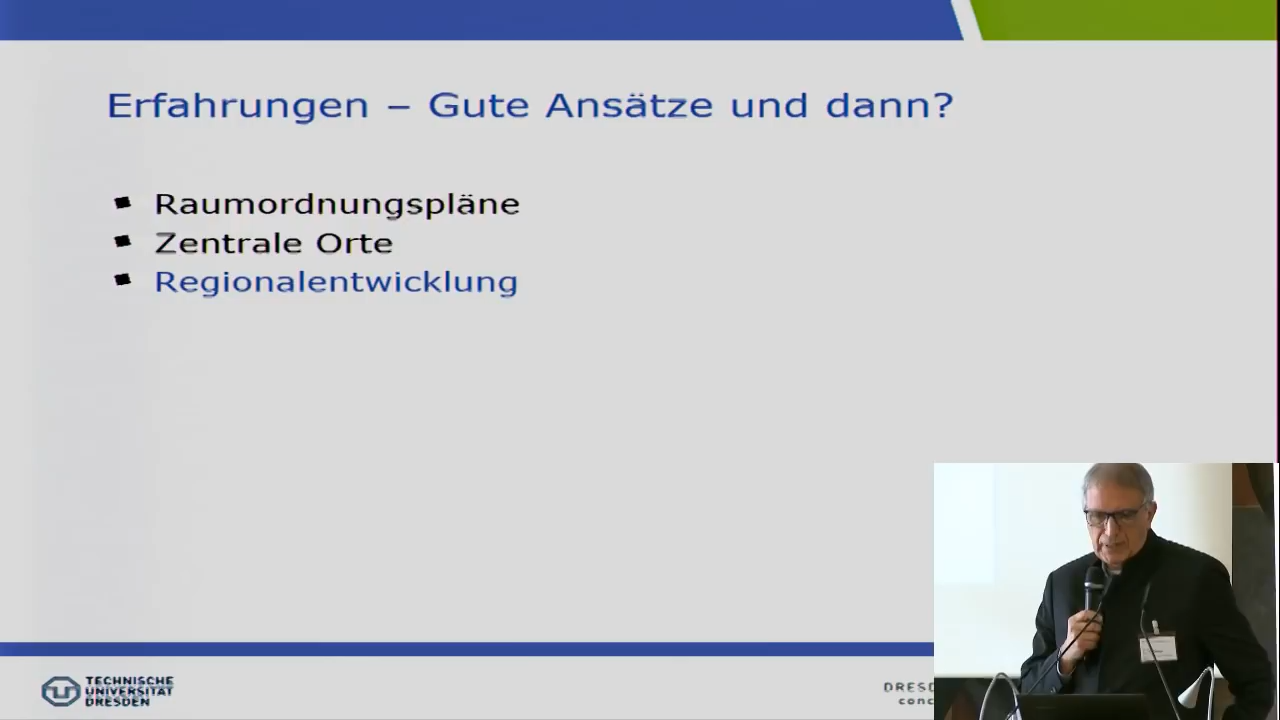 Erfahrungen – Gute Ansätze und dann?
Raumordnungspläne
Zentrale Orte
Regionalentwicklung
TECHNISCHE
UNIVERSITÄT
DRESDEN